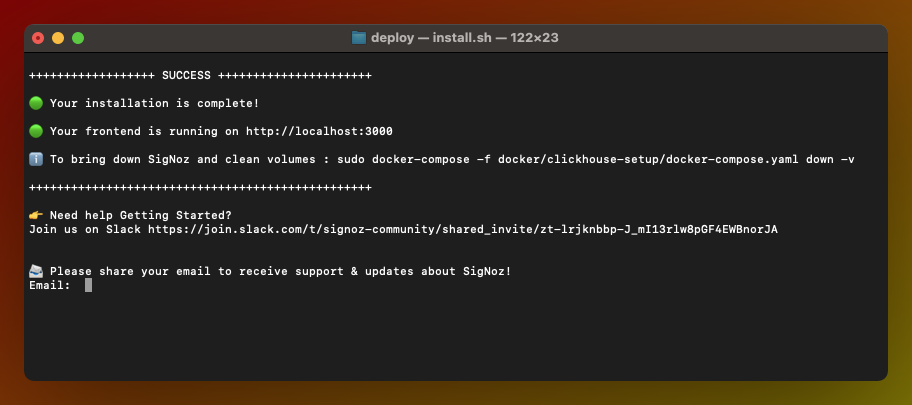 deploy — install.sh — 122×23
++++++++++++++++++ SUCCESS ++++++++++++++++++++++
🟢 Your installation is complete!
🟢 Your frontend is running on http://localhost:3000
ℹ️ To bring down SigNoz and clean volumes : sudo docker-compose -f docker/clickhouse-setup/docker-compose.yaml down -v
+++++++++++++++++++++++++++++++++++++++++++++++++
👉 Need help Getting Started?
Join us on Slack https://join.slack.com/t/signoz-community/shared_invite/zt-lrjknbbp-J_mI13rlw8pGF4EWBnorJA
📨 Please share your email to receive support & updates about SigNoz!
Email: